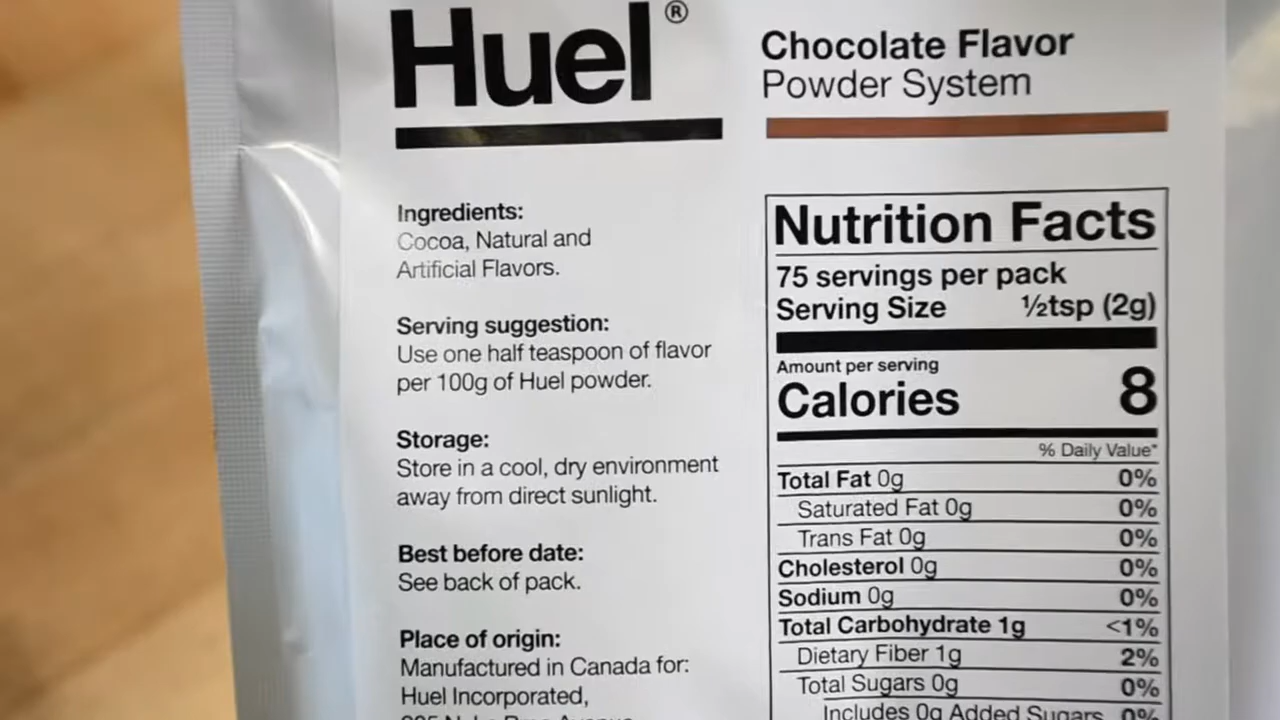 Huel®
Chocolate Flavor
Powder System
Ingredients:
Cocoa, Natural and
Artificial Flavors.
Serving suggestion:
Use one half teaspoon of flavor
per 100g of Huel powder.
Storage:
Store in a cool, dry environment
away from direct sunlight.
Best before date:
See back of pack.
Place of origin:
Manufactured in Canada for:
Huel Incorporated,
Nutrition Facts
75 servings per pack
Serving Size ½tsp (2g)
Amount per serving
Calories 8
% Daily Value*
Total Fat 0g 0%
Saturated Fat 0g 0%
Trans Fat 0g 0%
Cholesterol 0g 0%
Sodium 0g 0%
Total Carbohydrate 1g <1%
Dietary Fiber 1g 2%
Total Sugars 0g 0%
Includes 0g Added Sugars 0%